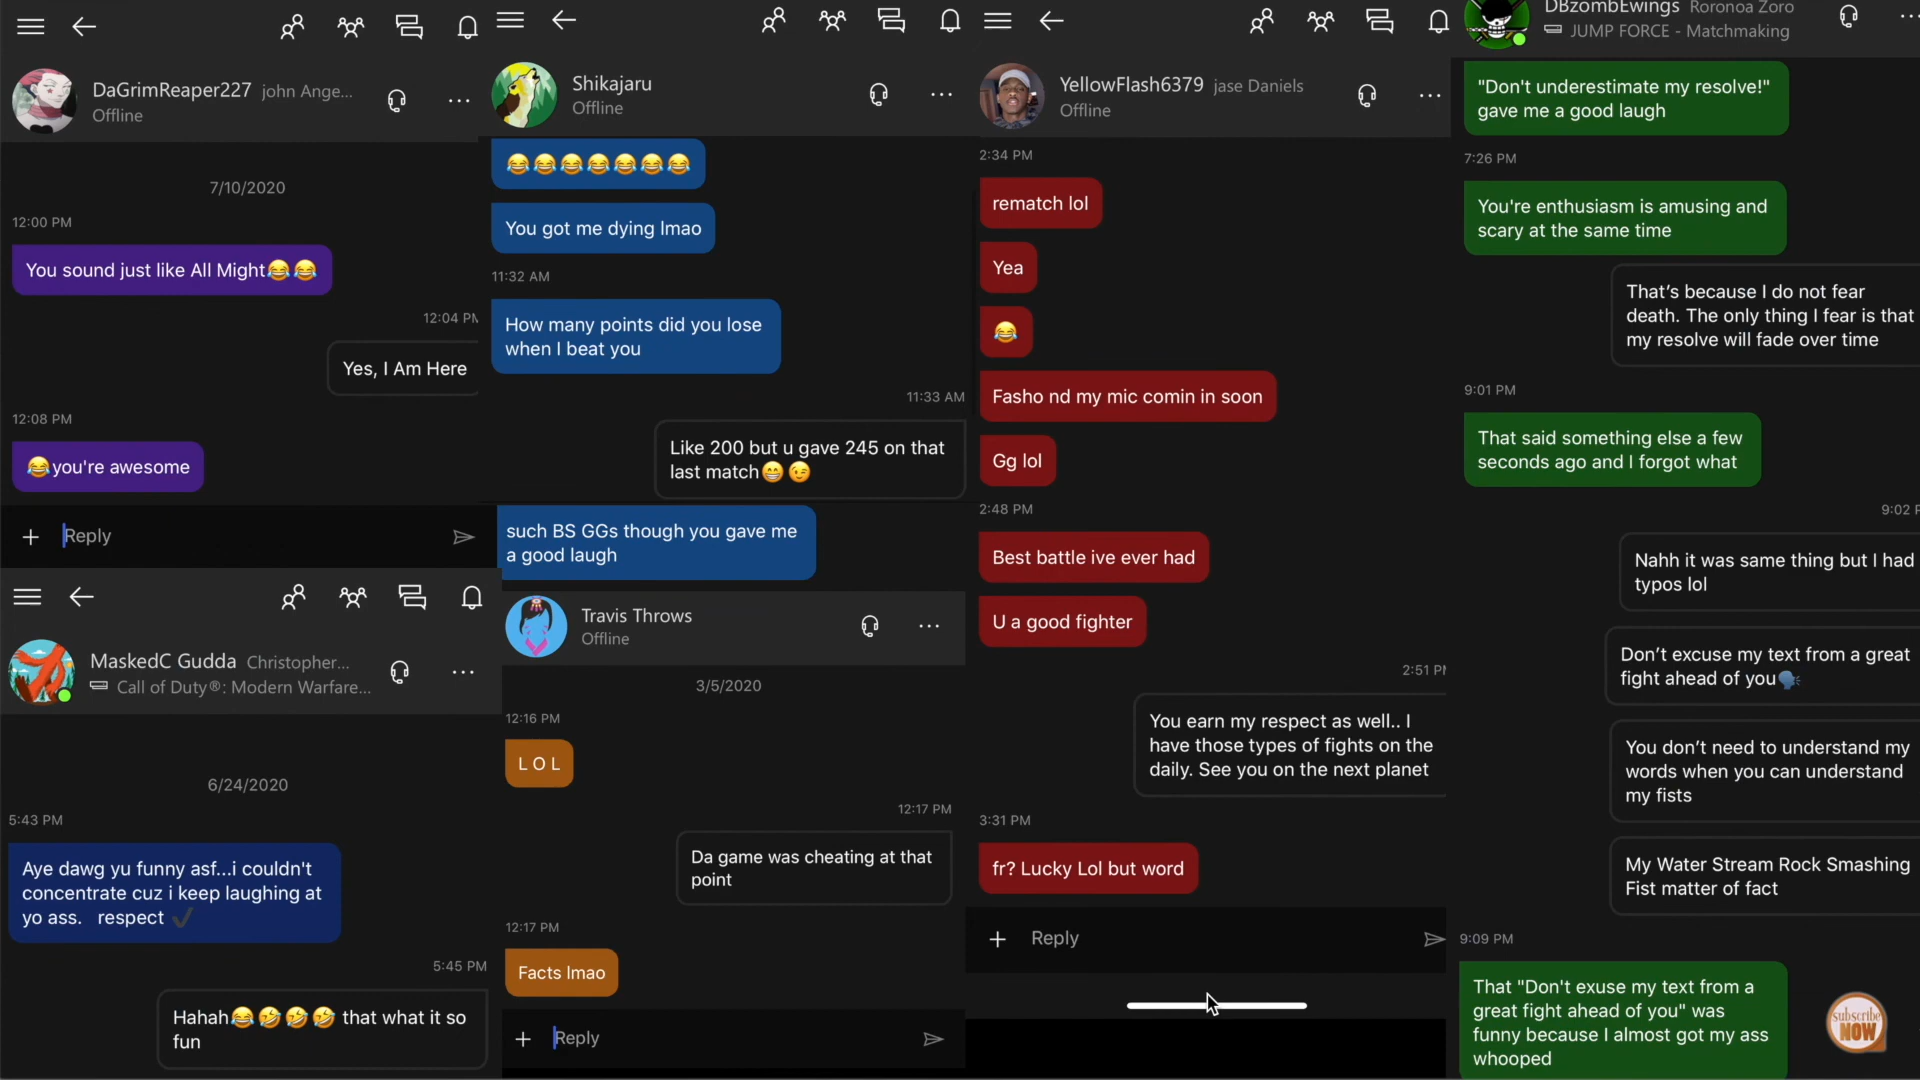 DaGrimReaper227 john Ange...
Offline
7/10/2020
12:00 PM
You sound just like All Might😂😂
12:04 PM
Yes, I Am Here
12:08 PM
😂you're awesome
Reply
MaskedC Gudda Christopher...
Call of Duty®: Modern Warfare...
6/24/2020
5:43 PM
Aye dawg yu funny asf...i couldn't
concentrate cuz i keep laughing at
yo ass. respect ✔
5:45 PM
Hahah😂🤣🤣🤣 that what it so
fun
Shikajaru
Offline
😂😂😂😂😂😂😂
You got me dying lmao
11:32 AM
How many points did you lose
when I beat you
11:33 AM
Like 200 but u gave 245 on that
last match😁😉
such BS GGs though you gave me
a good laugh
Travis Throws
Offline
3/5/2020
12:16 PM
L O L
12:17 PM
Da game was cheating at that
point
12:17 PM
Facts lmao
Reply
YellowFlash6379 jase Daniels
Offline
2:34 PM
rematch lol
Yea
😂
Fasho nd my mic comin in soon
Gg lol
2:48 PM
Best battle ive ever had
U a good fighter
2:51 PM
You earn my respect as well.. I
have those types of fights on the
daily. See you on the next planet
3:31 PM
fr? Lucky Lol but word
Reply
DBzombEwings Roronoa Zoro
JUMP FORCE - Matchmaking
"Don't underestimate my resolve!"
gave me a good laugh
7:26 PM
You're enthusiasm is amusing and
scary at the same time
That's because I do not fear
death. The only thing I fear is that
my resolve will fade over time
9:01 PM
That said something else a few
seconds ago and I forgot what
9:02 P
Nahh it was same thing but I had
typos lol
Don't excuse my text from a great
fight ahead of you🗣
You don't need to understand my
words when you can understand
my fists
My Water Stream Rock Smashing
Fist matter of fact
9:09 PM
That "Don't exuse my text from a
great fight ahead of you" was
funny because I almost got my ass
whooped
subscribe
NOW